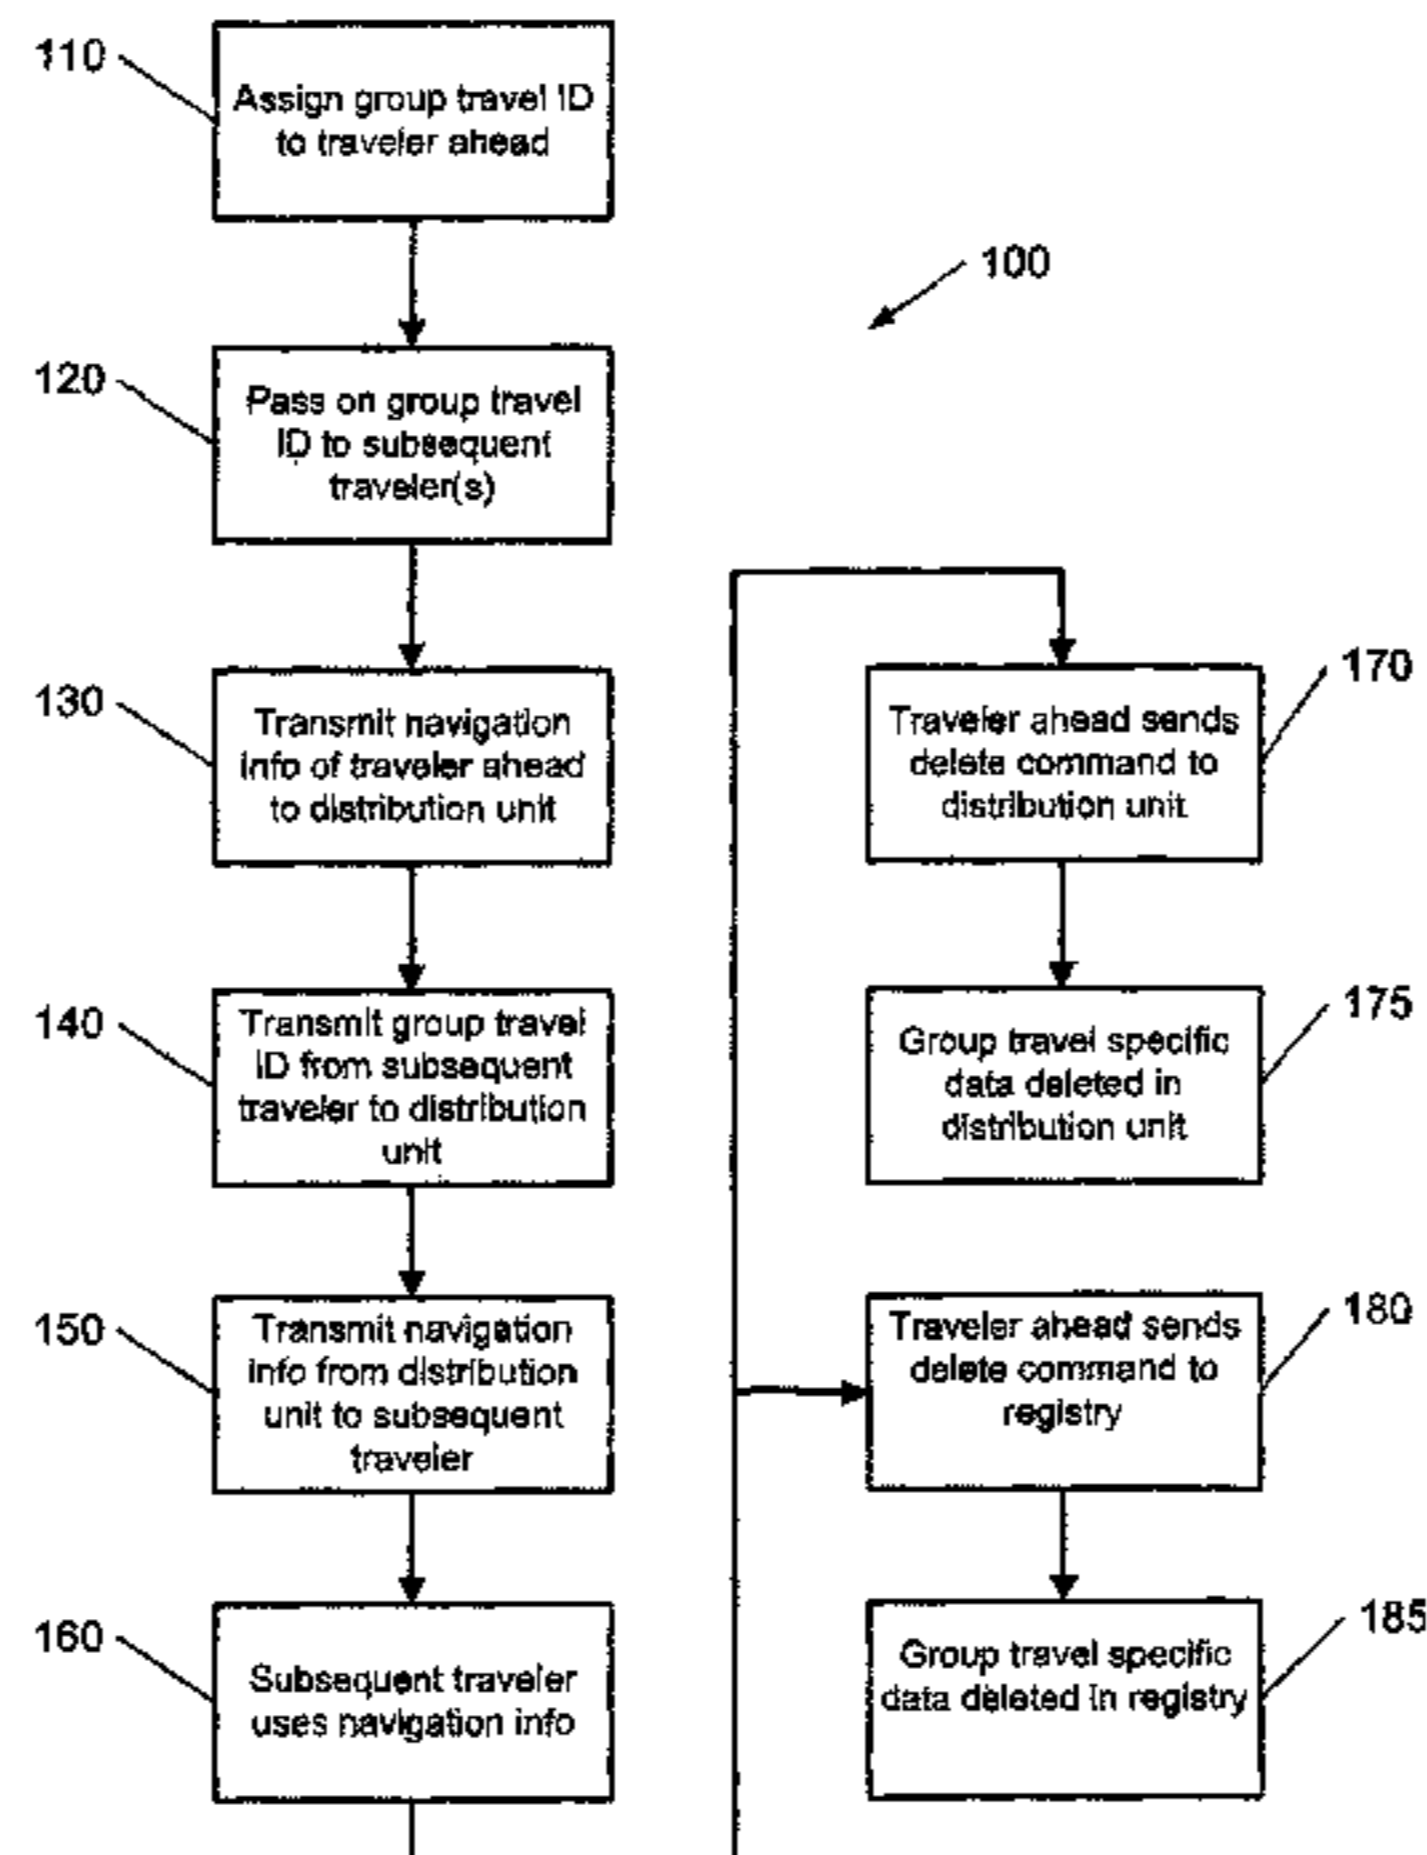 110
Assign group travel ID
to traveler ahead
100
120
Pass on group travel
ID to subsequent
traveler(s)
130
Transmit navigation
info of traveler ahead
to distribution unit
140
Transmit group travel
ID from subsequent
traveler to distribution
unit
150
Transmit navigation
info from distribution
unit to subsequent
traveler
160
Subsequent traveler
uses navigation info
170
Traveler ahead sends
delete command to
distribution unit
175
Group travel specific
data deleted in
distribution unit
180
Traveler ahead sends
delete command to
registry
185
Group travel specific
data deleted in registry